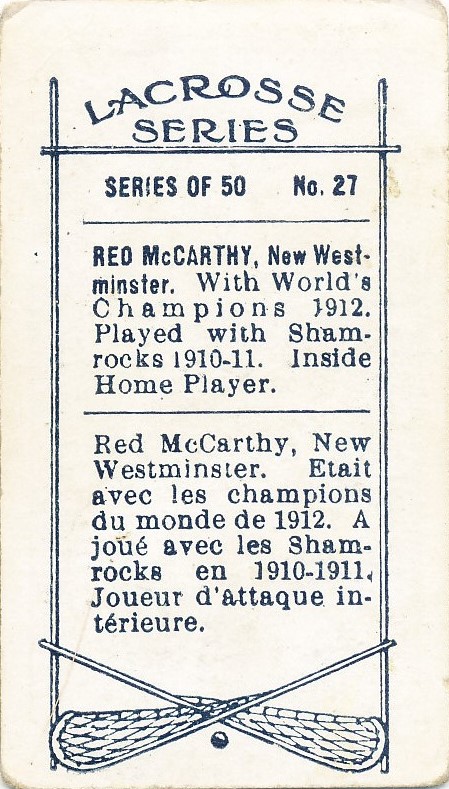 LACROSSE
SERIES
SERIES OF 50 No. 27
RED McCARTHY, New West-
minster. With World's
Champions 1912.
Played with Sham-
rocks 1910-11. Inside
Home Player.
Red McCarthy, New
Westminster. Etait
avec les champions
du monde de 1912. A
joué avec les Sham-
rocks en 1910-1911,
Joueur d'attaque in-
térieure.